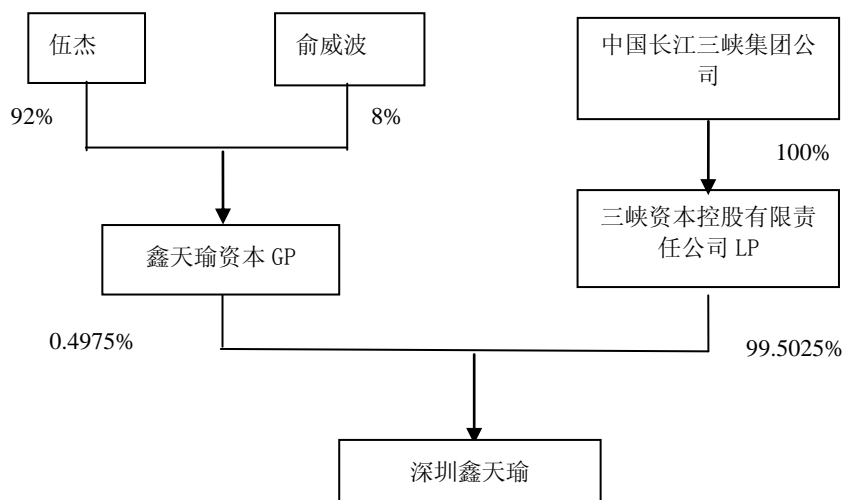 伍杰
俞威波
中国长江三峡集团公
司
92%
8%
100%
鑫天瑜资本 GP
三峡资本控股有限责
任公司 LP
0.4975%
99.5025%
深圳鑫天瑜